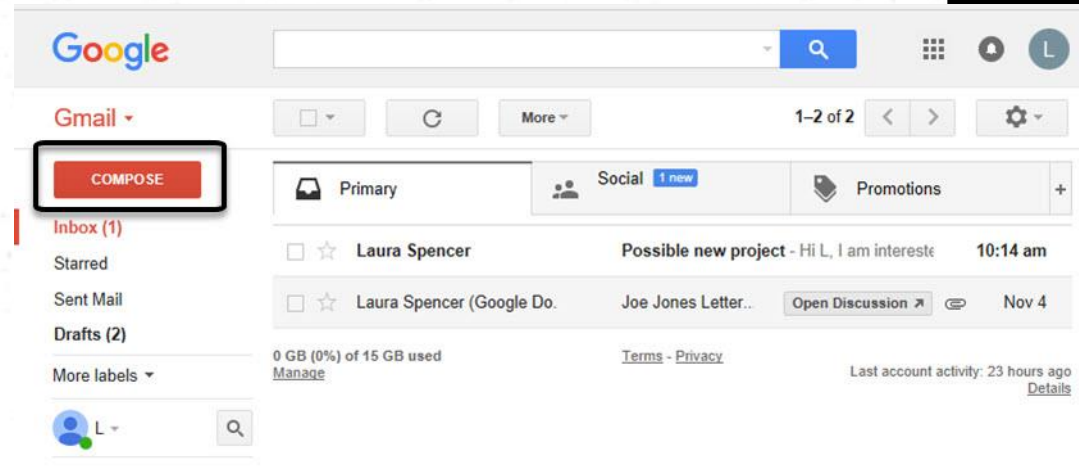 Google
L
Gmail
More
1–2 of 2
COMPOSE
Primary
Social 1 new
Promotions
+
Inbox (1)
Starred
Sent Mail
Drafts (2)
More labels
L
Laura Spencer Possible new project - Hi L, I am intereste 10:14 am
Laura Spencer (Google Do. Joe Jones Letter.. Open Discussion Nov 4
0 GB (0%) of 15 GB used
Manage
Terms - Privacy
Last account activity: 23 hours ago
Details